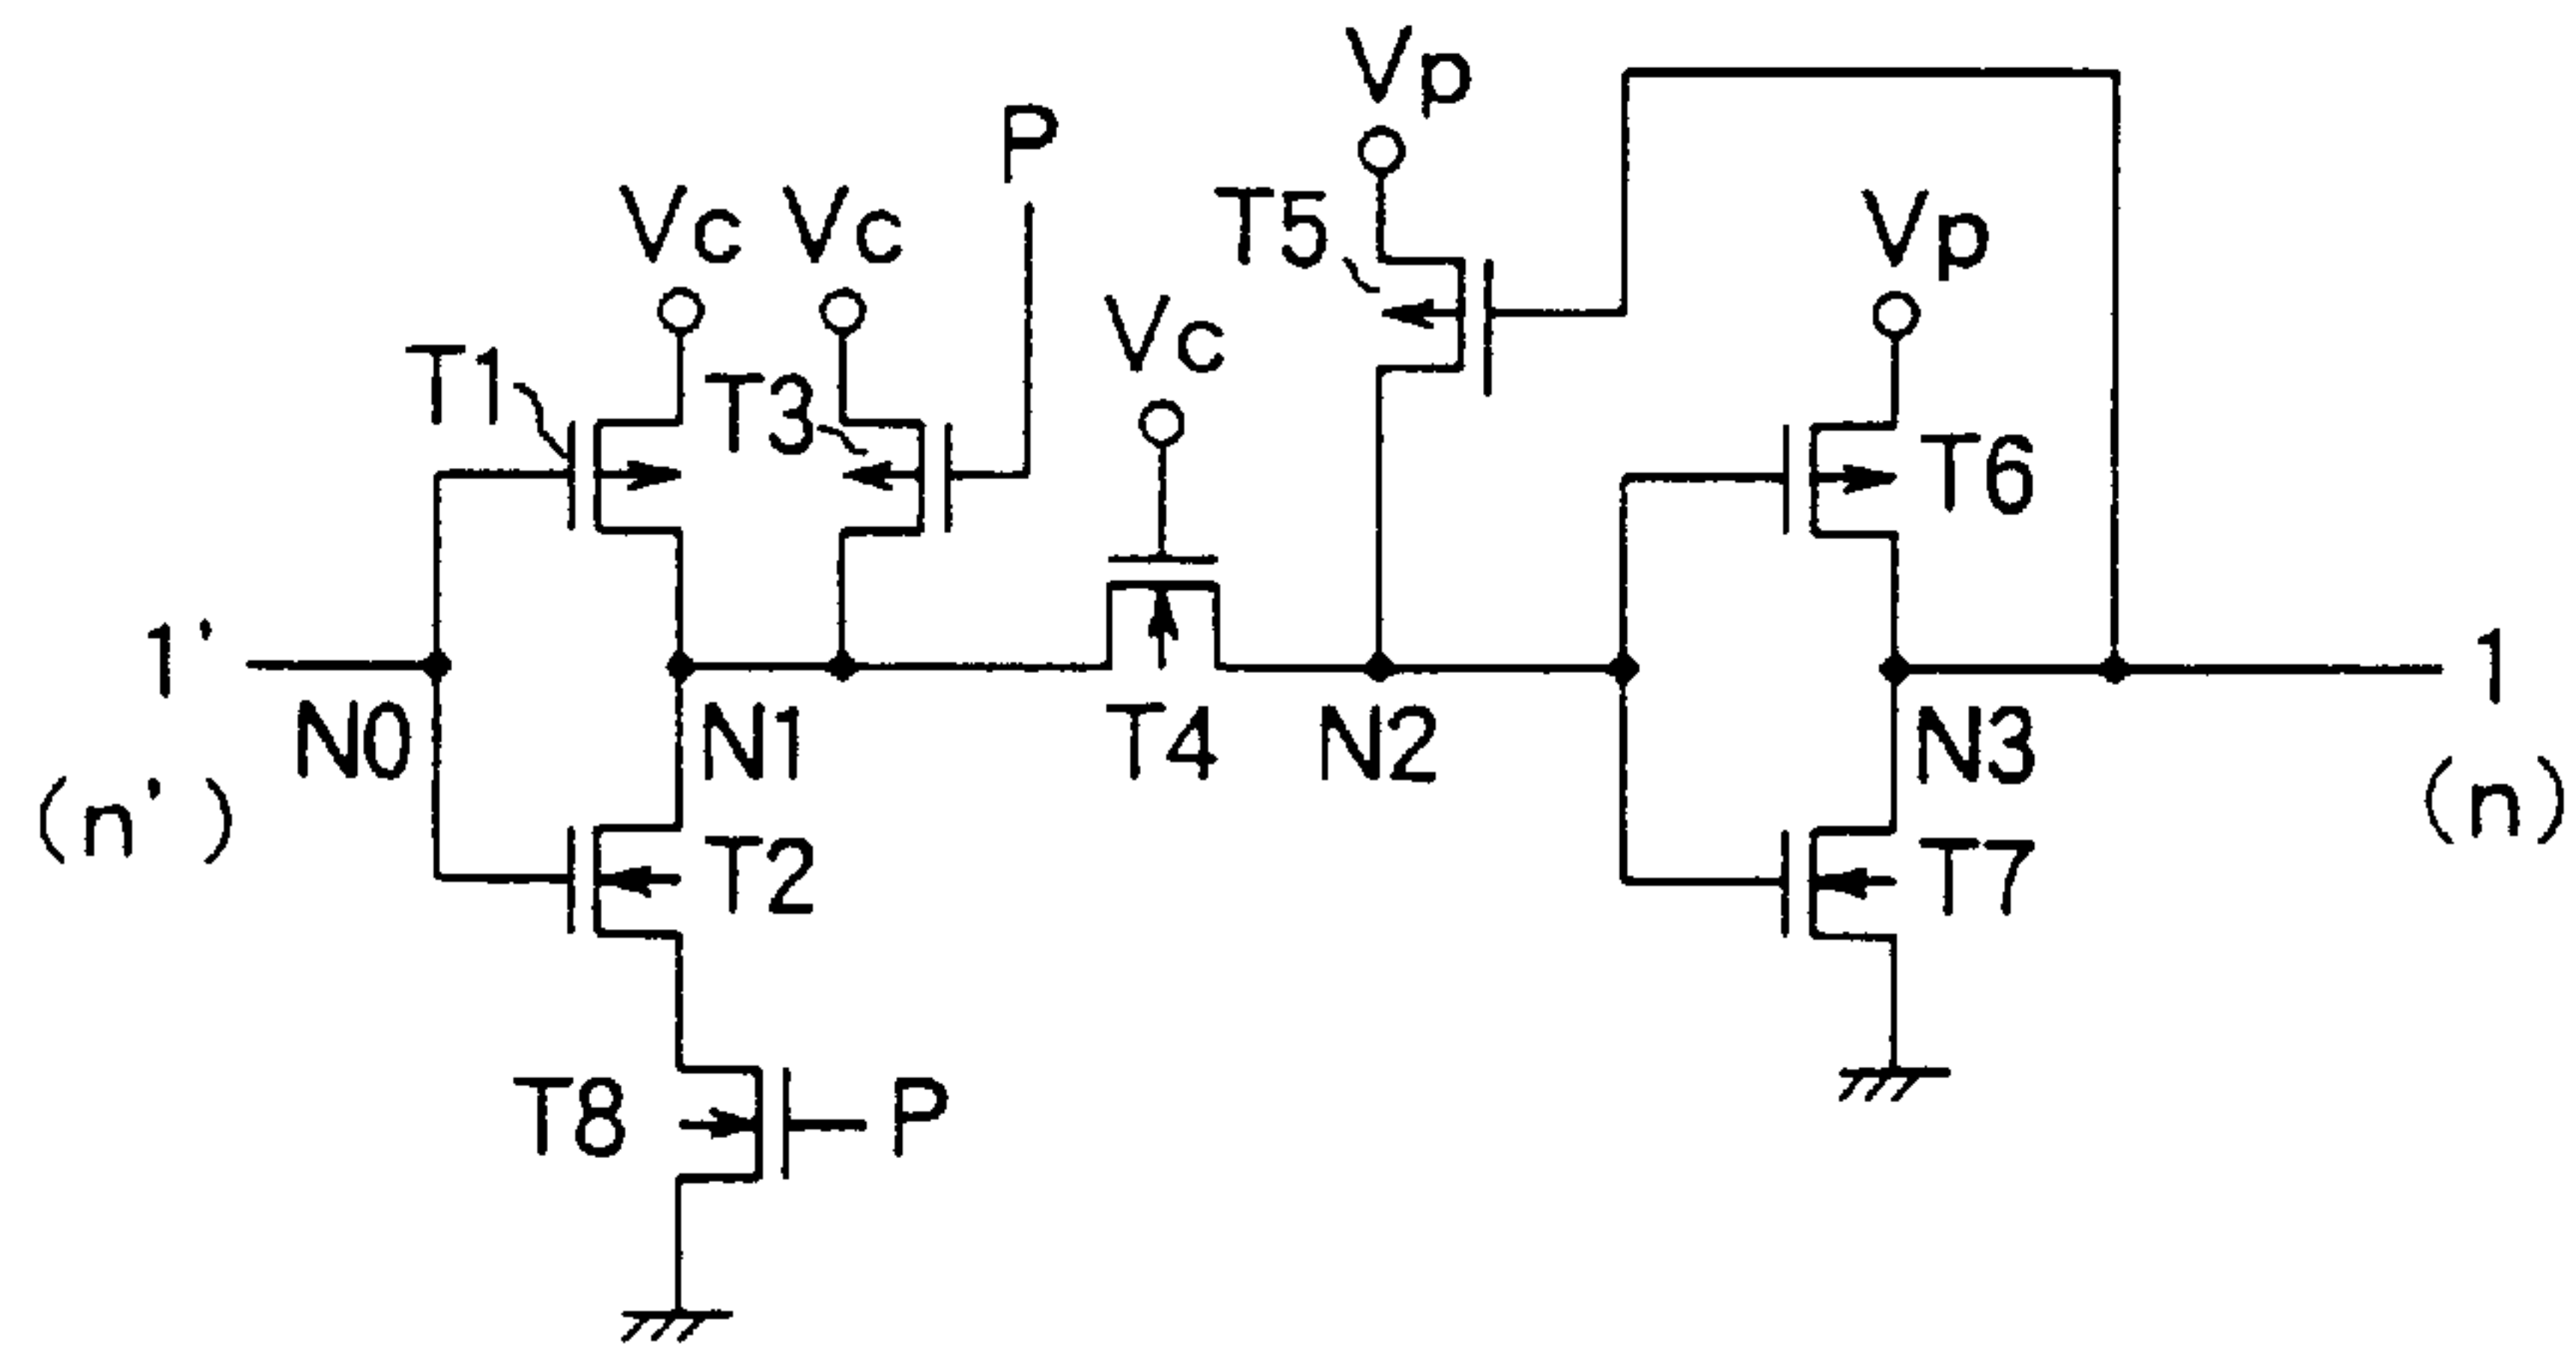 Vp
P
Vc Vc
T5
Vp
Vc
T1
T3
T6
1'
1
N0
N1
T4
N2
N3
(n')
(n)
T2
T7
T8
P